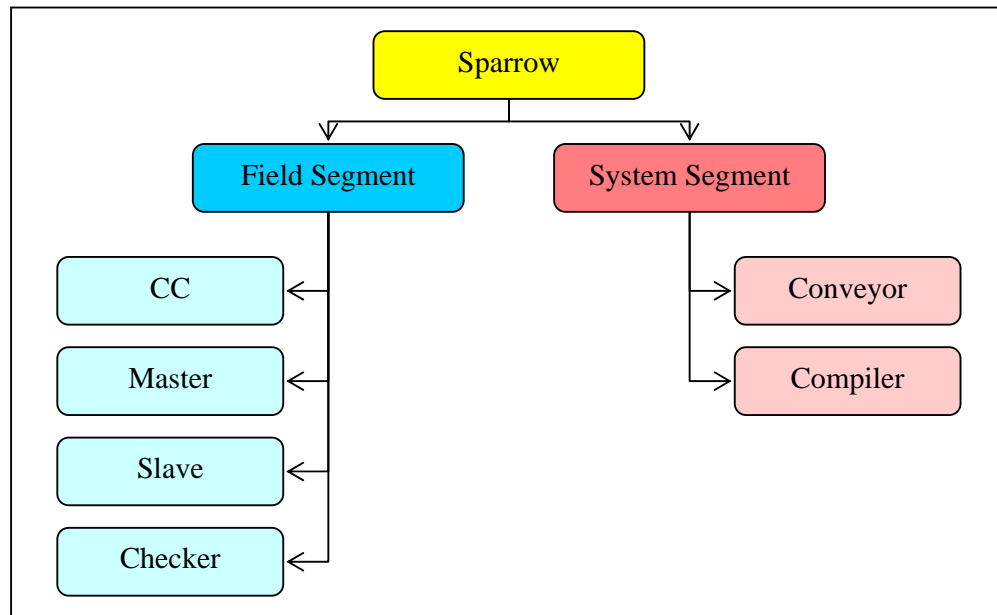 Sparrow
Field Segment
System Segment
CC
Master
Slave
Checker
Conveyor
Compiler